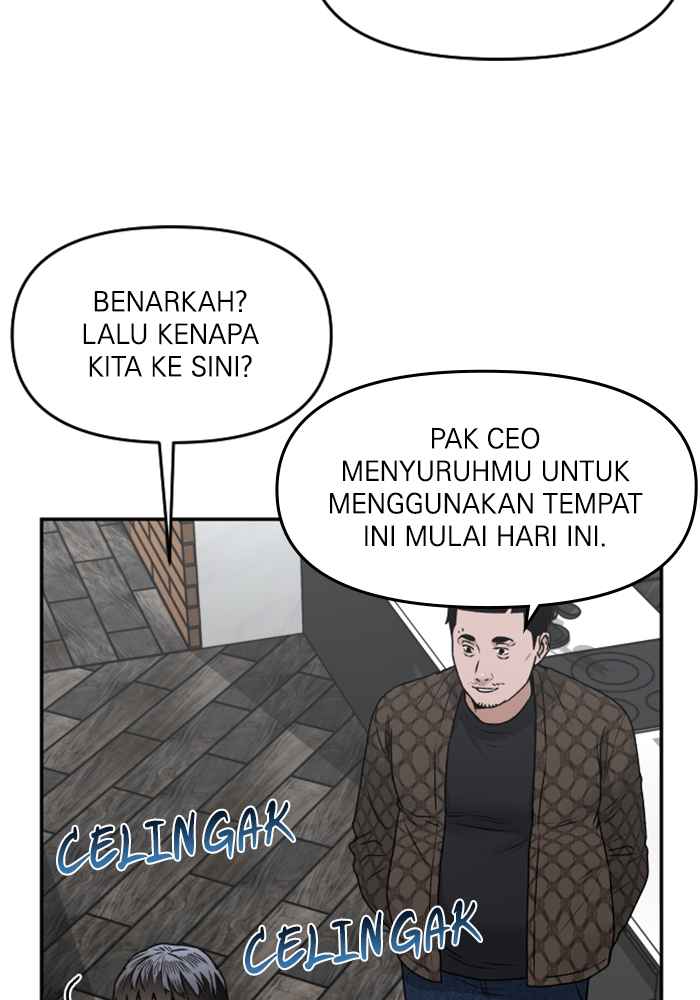 BENARKAH?
LALU KENAPA
KITA KE SINI?
PAK CEO
MENYURUHMU UNTUK
MENGGUNAKAN TEMPAT
INI MULAI HARI INI.
CELINGAK
CELINGAK